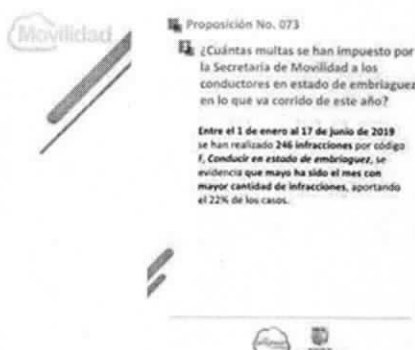 Movilidad
Proposición No. 073
¿Cuántas multas se han impuesto por
la Secretaría de Movilidad a los
conductores en estado de embriaguez
en lo que va corrido de este año?
Entre el 1 de enero al 17 de junio de 2019
se han realizado 246 infracciones por código
F, Conducir en estado de embriaguez, se
evidencia que mayo ha sido el mes con
mayor cantidad de infracciones, aportando
el 22% de los casos.